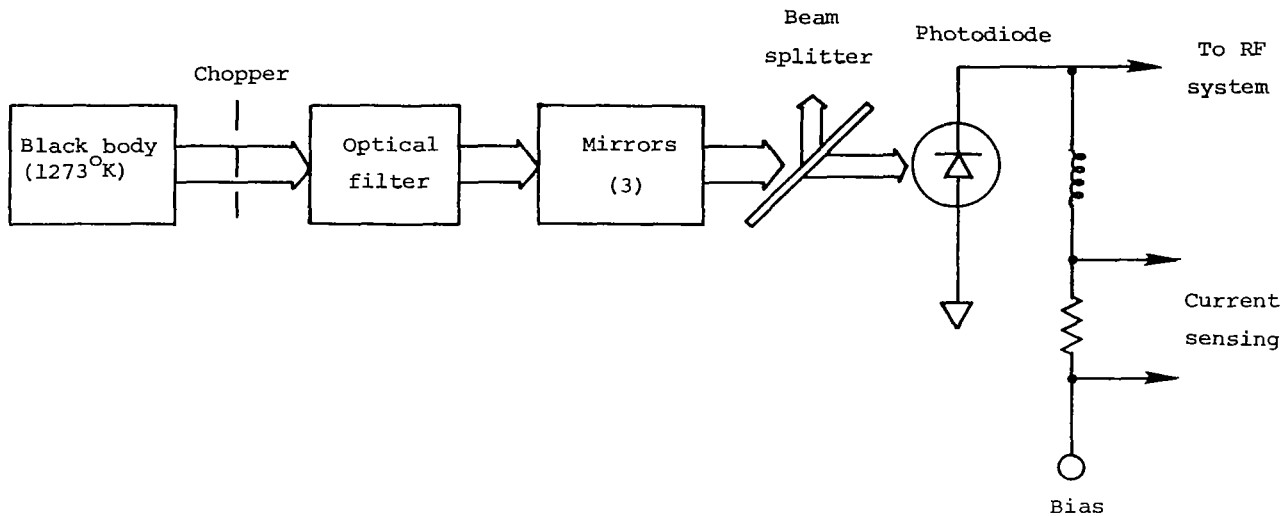 Beam
splitter
Photodiode
To RF
system
Chopper
Black body
(1273°K)
Optical
filter
Mirrors
(3)
Current
sensing
Bias